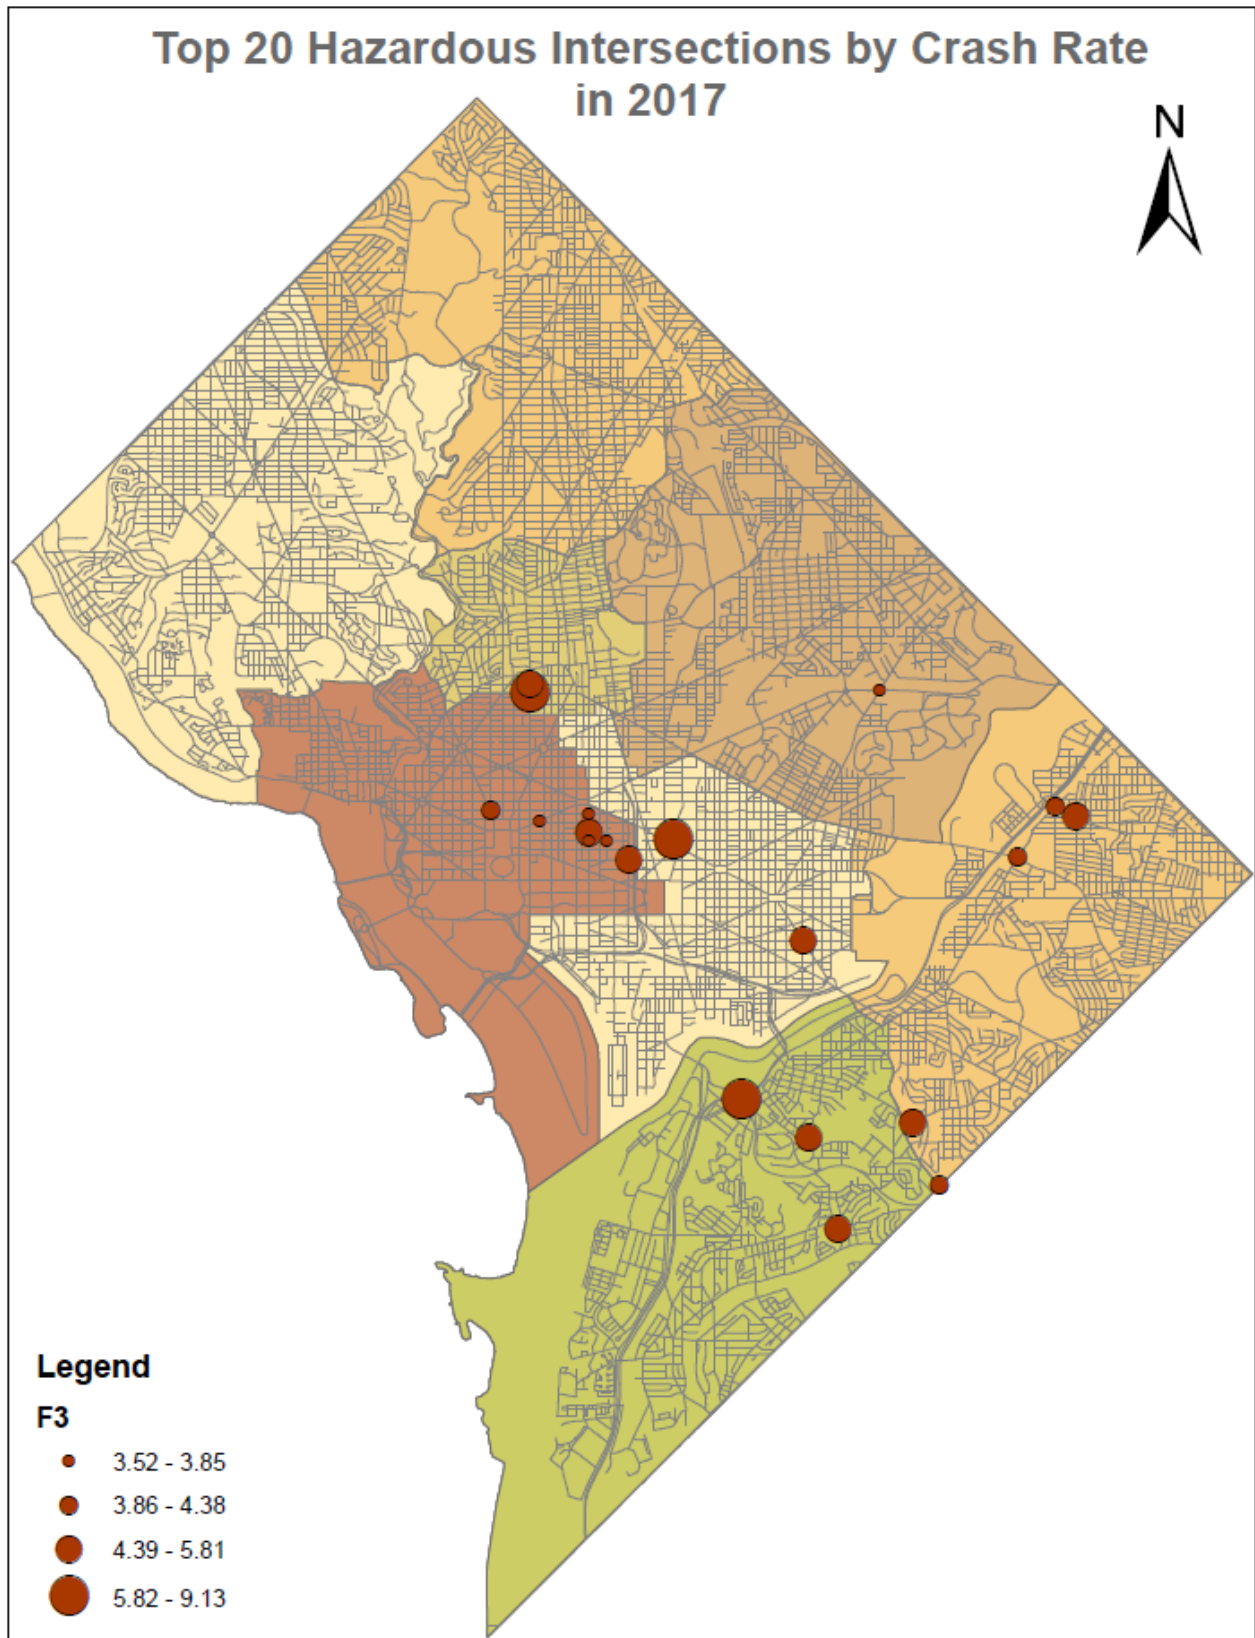 Top 20 Hazardous Intersections by Crash Rate
in 2017
N
Legend
F3
3.52 - 3.85
3.86 - 4.38
4.39 - 5.81
5.82 - 9.13